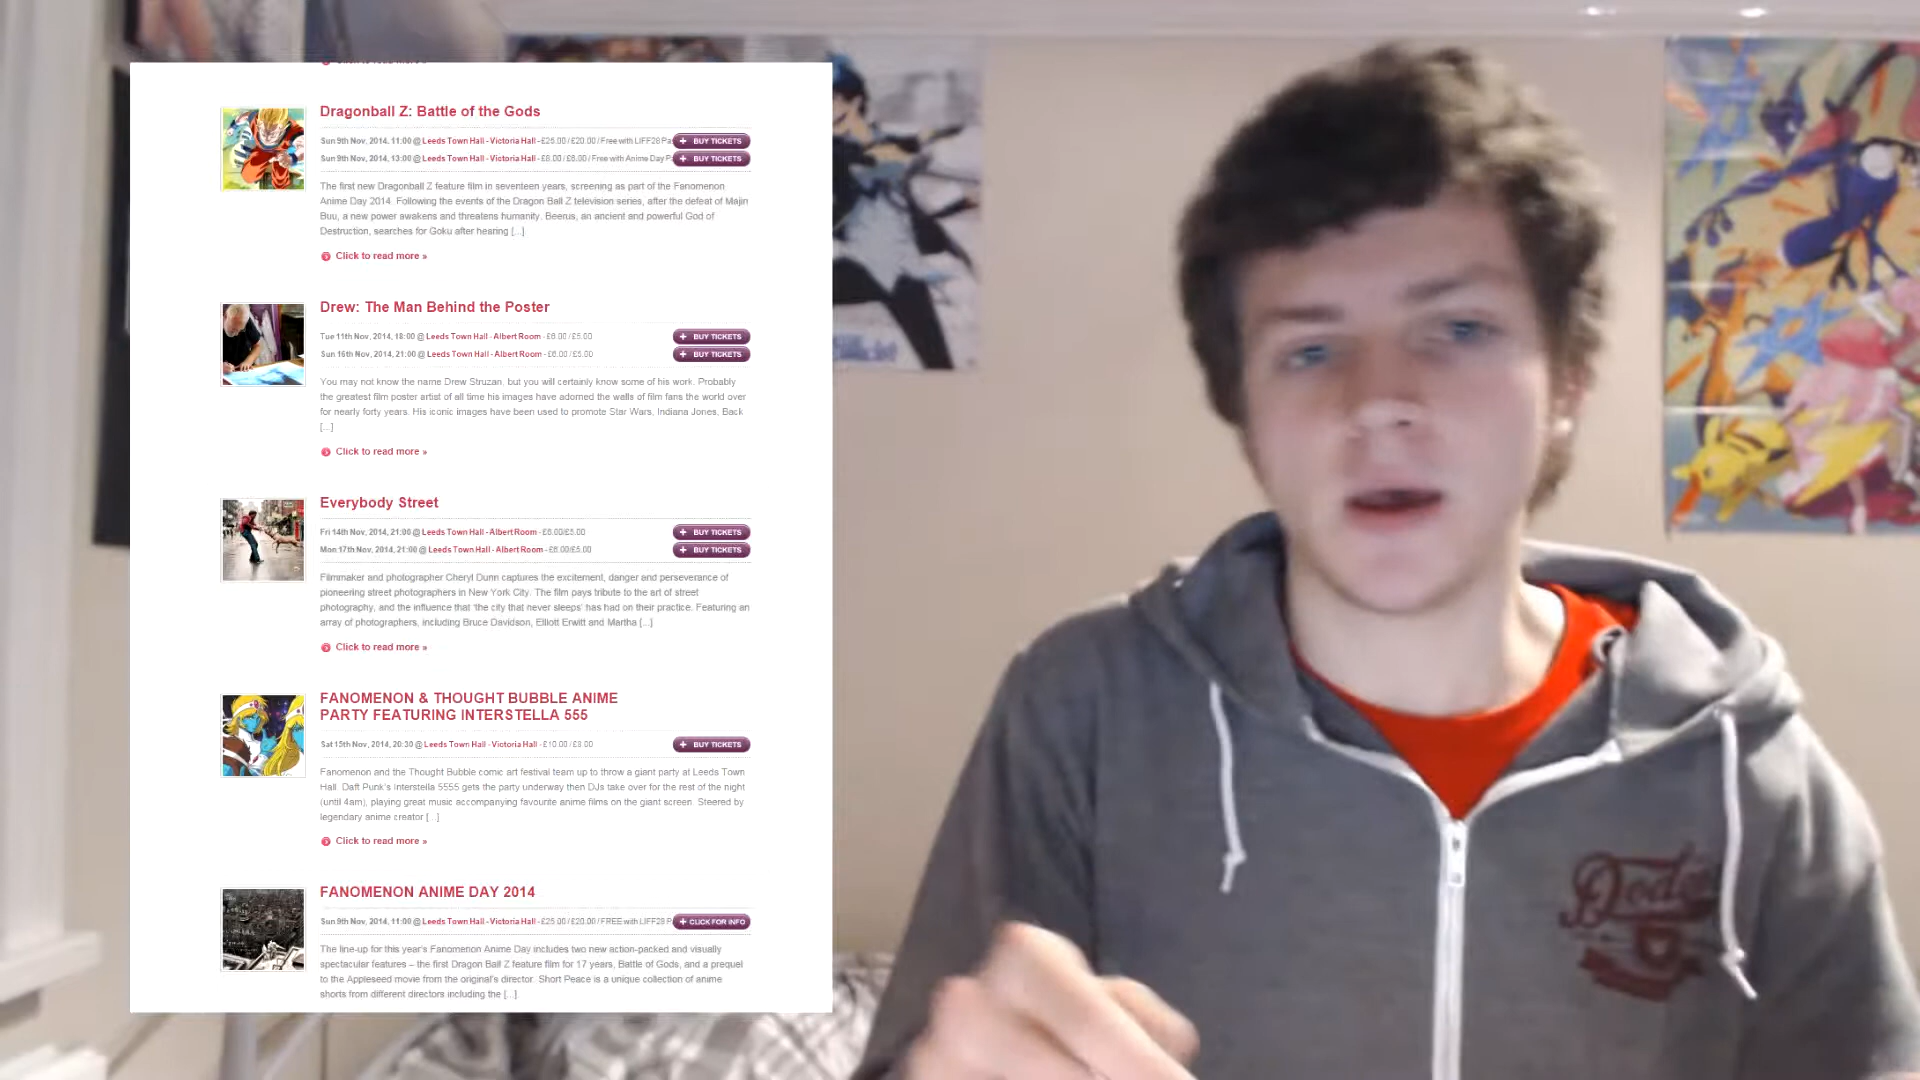 Click to read more »
Dragonball Z: Battle of the Gods
Sun 9th Nov, 2014, 11:00 @ Leeds Town Hall - Victoria Hall - £25.00 / £20.00 / Free with LIFF28 Pa
+ BUY TICKETS
Sun 9th Nov, 2014, 13:00 @ Leeds Town Hall - Victoria Hall - £8.00 / £6.00 / Free with Anime Day P
+ BUY TICKETS
The first new Dragonball Z feature film in seventeen years, screening as part of the Fanomenon
Anime Day 2014. Following the events of the Dragon Ball Z television series, after the defeat of Majin
Buu, a new power awakens and threatens humanity. Beerus, an ancient and powerful God of
Destruction, searches for Goku after hearing [...]
Click to read more »
Drew: The Man Behind the Poster
Tue 11th Nov, 2014, 18:00 @ Leeds Town Hall - Albert Room - £6.00 / £5.00
+ BUY TICKETS
Sun 16th Nov, 2014, 21:00 @ Leeds Town Hall - Albert Room - £6.00 / £5.00
+ BUY TICKETS
You may not know the name Drew Struzan, but you will certainly know some of his work. Probably
the greatest film poster artist of all time his images have adorned the walls of film fans the world over
for nearly forty years. His iconic images have been used to promote Star Wars, Indiana Jones, Back
[...]
Click to read more »
Everybody Street
Fri 14th Nov, 2014, 21:00 @ Leeds Town Hall - Albert Room - £6.00/£5.00
+ BUY TICKETS
Mon 17th Nov, 2014, 21:00 @ Leeds Town Hall - Albert Room - £6.00/£5.00
+ BUY TICKETS
Filmmaker and photographer Cheryl Dunn captures the excitement, danger and perseverance of
pioneering street photographers in New York City. The film pays tribute to the art of street
photography, and the influence that 'the city that never sleeps' has had on their practice. Featuring an
array of photographers, including Bruce Davidson, Elliott Erwitt and Martha [...]
Click to read more »
FANOMENON & THOUGHT BUBBLE ANIME
PARTY FEATURING INTERSTELLA 555
Sat 15th Nov, 2014, 20:30 @ Leeds Town Hall - Victoria Hall - £10.00 / £8.00
+ BUY TICKETS
Fanomenon and the Thought Bubble comic art festival team up to throw a giant party at Leeds Town
Hall. Daft Punk's Interstella 5555 gets the party underway then DJs take over for the rest of the night
(until 4am), playing great music accompanying favourite anime films on the giant screen. Steered by
legendary anime creator [...]
Click to read more »
FANOMENON ANIME DAY 2014
Sun 9th Nov, 2014, 11:00 @ Leeds Town Hall - Victoria Hall - £25.00 / £20.00 / FREE with LIFF28 P
+ CLICK FOR INFO
The line-up for this year's Fanomenon Anime Day includes two new action-packed and visually
spectacular features – the first Dragon Ball Z feature film for 17 years, Battle of Gods, and a prequel
to the Appleseed movie from the original's director. Short Peace is a unique collection of anime
shorts from different directors including the [...]